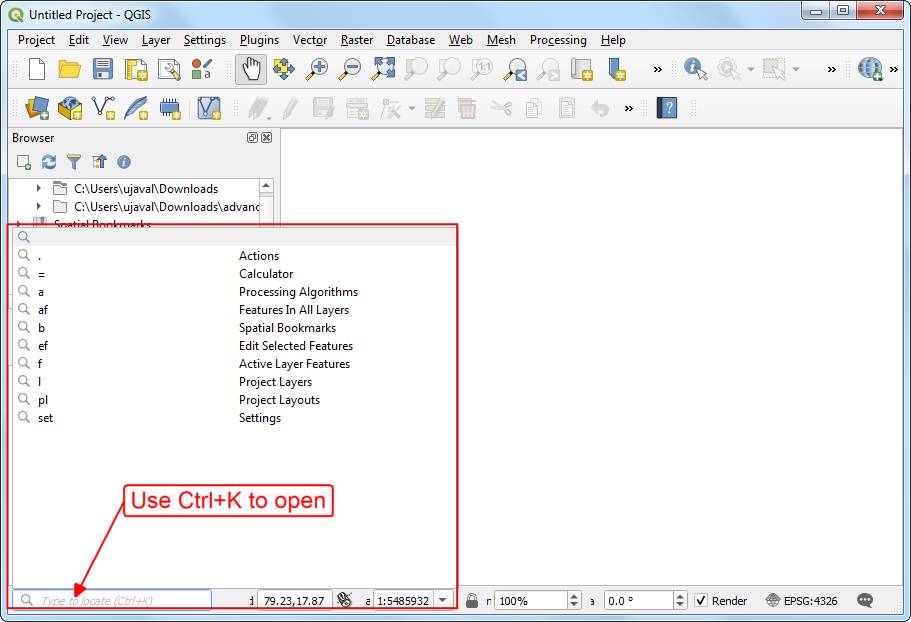 Untitled Project - QGIS
Project Edit View Layer Settings Plugins Vector Raster Database Web Mesh Processing Help
Browser
C:\Users\ujaval\Downloads
C:\Users\ujaval\Downloads\advanc
Spatial Bookmarks
. Actions
= Calculator
a Processing Algorithms
af Features In All Layers
b Spatial Bookmarks
ef Edit Selected Features
f Active Layer Features
l Project Layers
pl Project Layouts
set Settings
Use Ctrl+K to open
Type to locate (Ctrl+K) 79.23,17.87 a 1:5485932 100% a 0.0 ° Render EPSG:4326